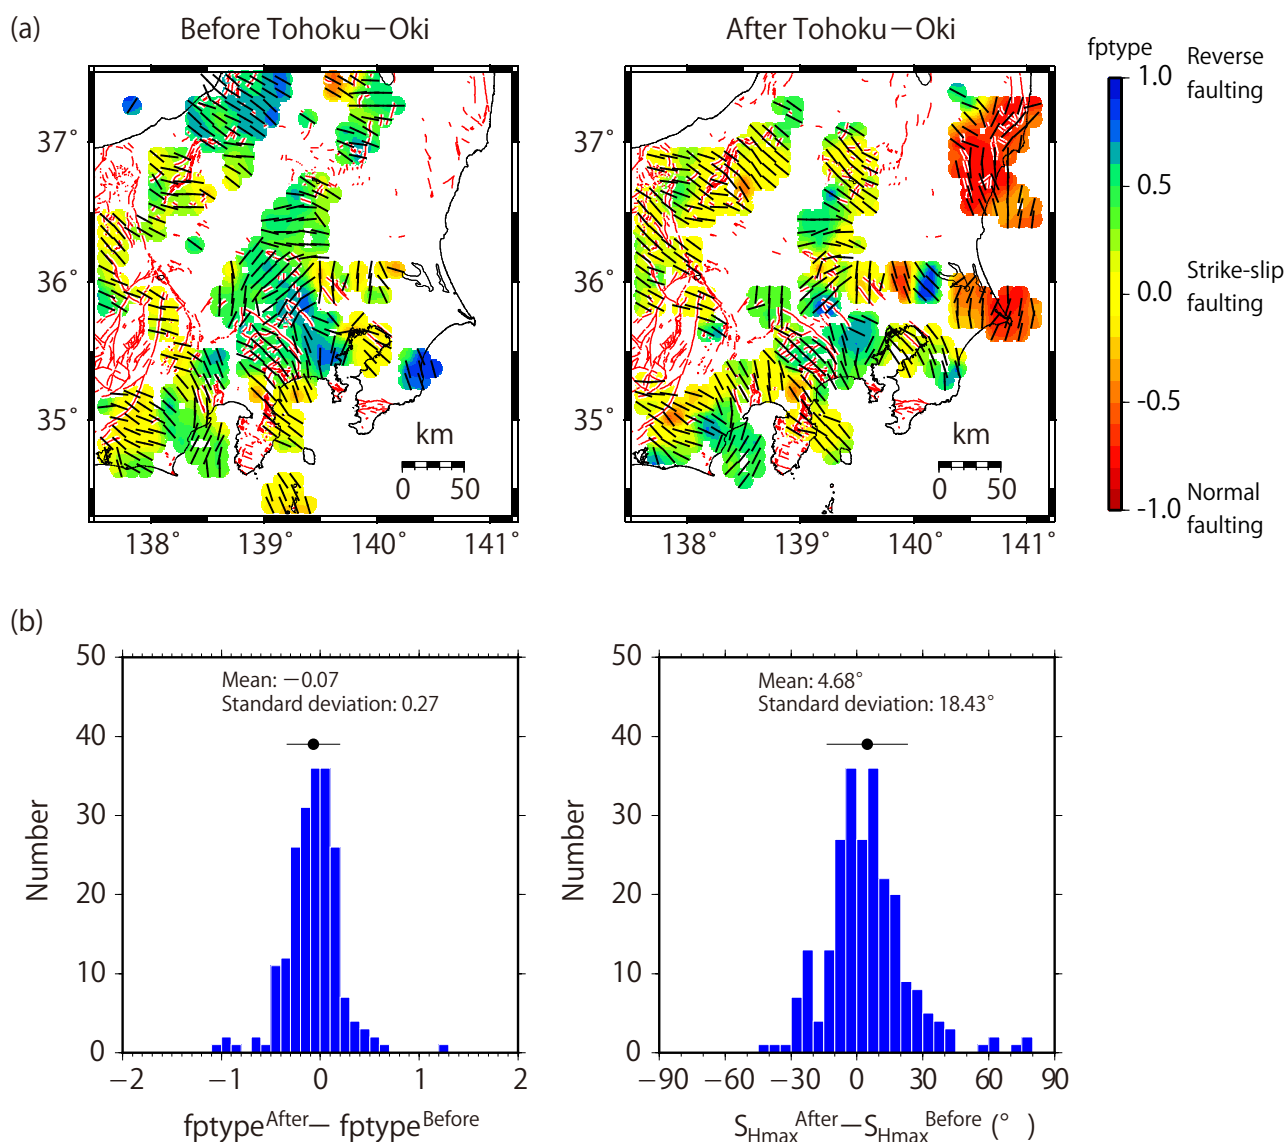 (a)
Before Tohoku−Oki
After Tohoku−Oki
fptype
Reverse
faulting
1.0
0.5
Strike-slip
faulting
0.0
-0.5
Normal
faulting
-1.0
37°
36°
35°
km
0 50
138° 139° 140° 141°
km
0 50
138° 139° 140° 141°
(b)
50
40
30
20
10
0
Number
Mean: −0.07
Standard deviation: 0.27
−2 −1 0 1 2
fptype^After− fptype^Before
50
40
30
20
10
0
Number
Mean: 4.68°
Standard deviation: 18.43°
−90 −60 −30 0 30 60 90
S_Hmax^After−S_Hmax^Before (° )